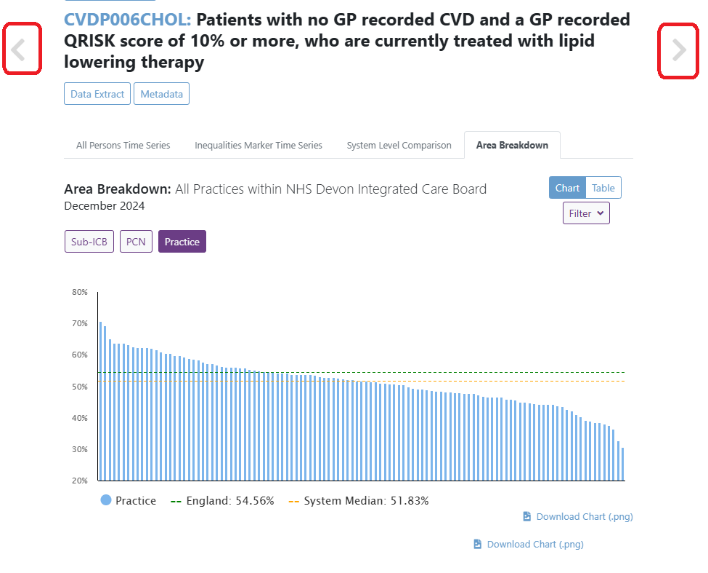 CVDP006CHOL: Patients with no GP recorded CVD and a GP recorded
QRISK score of 10% or more, who are currently treated with lipid
lowering therapy
Data Extract Metadata
All Persons Time Series Inequalities Marker Time Series System Level Comparison Area Breakdown
Area Breakdown: All Practices within NHS Devon Integrated Care Board
December 2024
Chart Table
Filter
Sub-ICB PCN Practice
80%
70%
60%
50%
40%
30%
20%
Practice England: 54.56% System Median: 51.83%
Download Chart (.png)
Download Chart (.png)